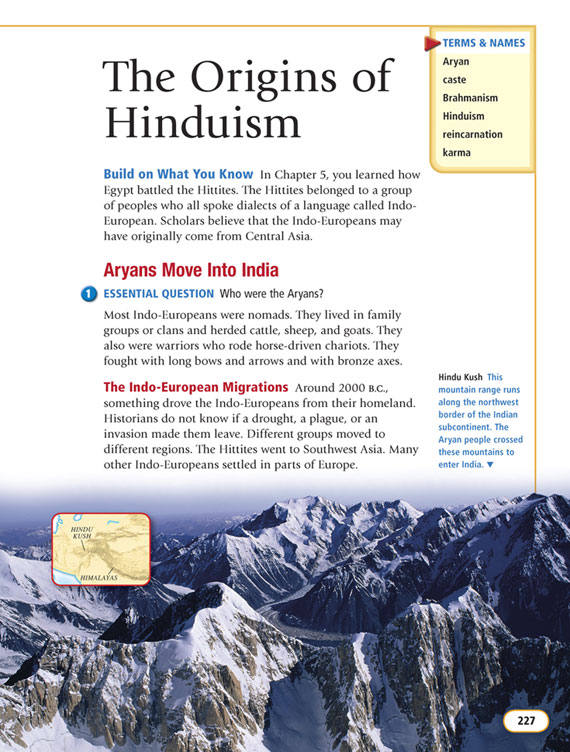 The Origins of
Hinduism
TERMS & NAMES
Aryan
caste
Brahmanism
Hinduism
reincarnation
karma
Build on What You Know In Chapter 5, you learned how
Egypt battled the Hittites. The Hittites belonged to a group
of peoples who all spoke dialects of a language called Indo-
European. Scholars believe that the Indo-Europeans may
have originally come from Central Asia.
Aryans Move Into India
1 ESSENTIAL QUESTION Who were the Aryans?
Most Indo-Europeans were nomads. They lived in family
groups or clans and herded cattle, sheep, and goats. They
also were warriors who rode horse-driven chariots. They
fought with long bows and arrows and with bronze axes.
The Indo-European Migrations Around 2000 B.C.,
something drove the Indo-Europeans from their homeland.
Historians do not know if a drought, a plague, or an
invasion made them leave. Different groups moved to
different regions. The Hittites went to Southwest Asia. Many
other Indo-Europeans settled in parts of Europe.
Hindu Kush This
mountain range runs
along the northwest
border of the Indian
subcontinent. The
Aryan people crossed
these mountains to
enter India. ▼
HINDU
KUSH
HIMALAYAS
227